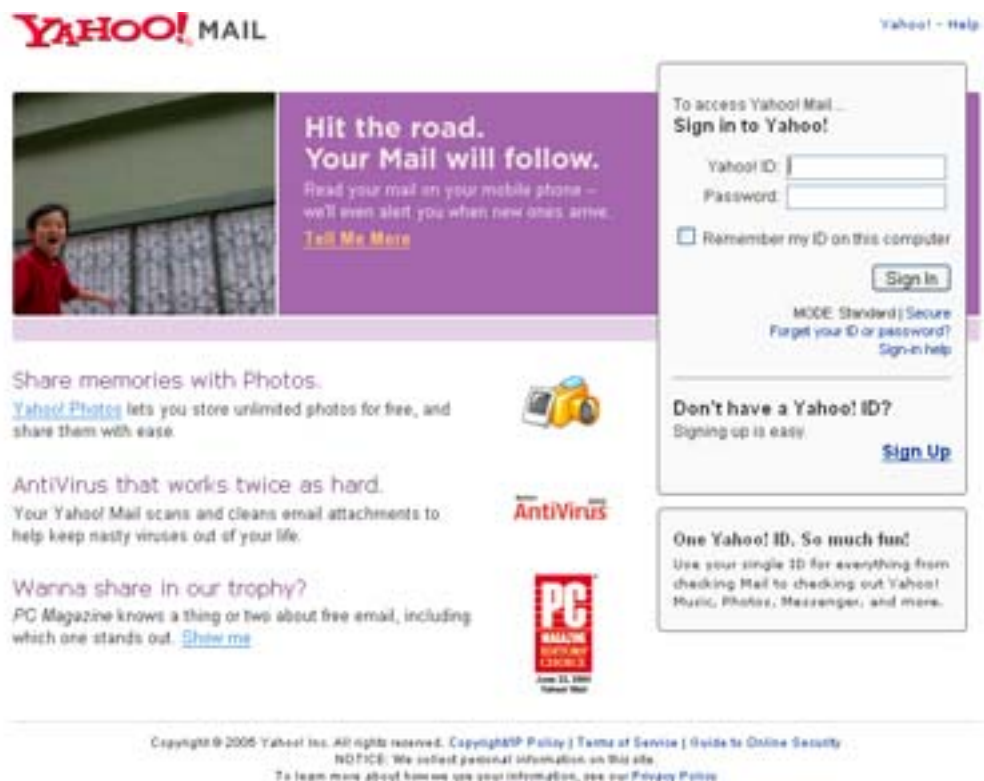 YAHOO! MAIL
Yahoo! - Help
Hit the road.
Your Mail will follow.
Read your mail on your mobile phone –
we'll even alert you when new ones arrive.
Tell Me More
To access Yahoo! Mail...
Sign in to Yahoo!
Yahoo! ID:
Password:
Remember my ID on this computer
Sign In
MODE: Standard | Secure
Forget your ID or password?
Sign-in help
Don't have a Yahoo! ID?
Signing up is easy.
Sign Up
One Yahoo! ID. So much fun!
Use your single ID for everything from
checking Mail to checking out Yahoo!
Music, Photos, Messenger, and more.
Share memories with Photos.
Yahoo! Photos lets you store unlimited photos for free, and
share them with ease.
AntiVirus that works twice as hard.
Your Yahoo! Mail scans and cleans email attachments to
help keep nasty viruses out of your life.
AntiVirus
Wanna share in our trophy?
PC Magazine knows a thing or two about free email, including
which one stands out. Show me
PC
MAGAZINE
EDITORS'
CHOICE
Yahoo! Mail
Copyright © Yahoo! Inc. All rights reserved. Copyright/IP Policy | Terms of Service | Guide to Online Security
NOTICE: We collect personal information on this site.
To learn more about how we use your information, see our Privacy Policy